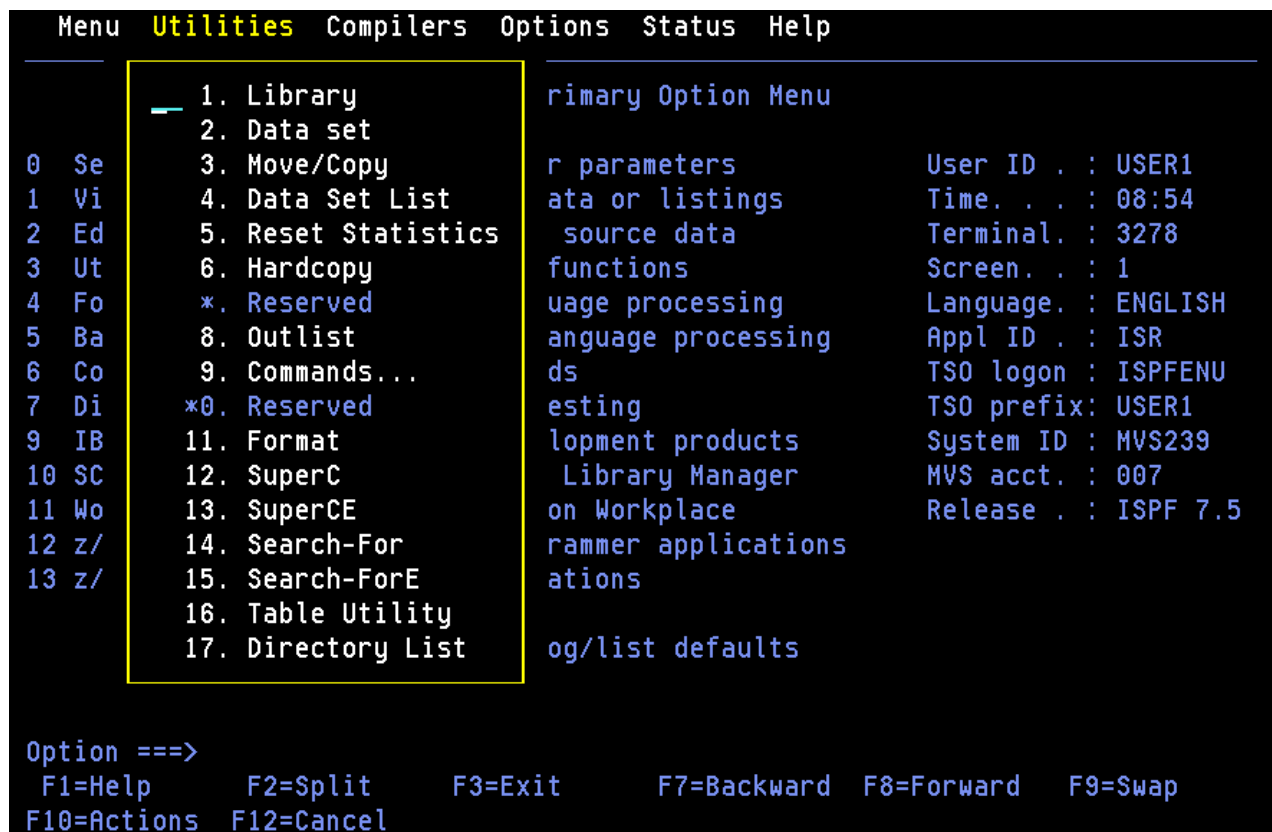 Menu Utilities Compilers Options Status Help
1. Library rimary Option Menu
2. Data set
0 Se 3. Move/Copy r parameters User ID . : USER1
1 Vi 4. Data Set List ata or listings Time. . . : 08:54
2 Ed 5. Reset Statistics source data Terminal. : 3278
3 Ut 6. Hardcopy functions Screen. . : 1
4 Fo *. Reserved uage processing Language. : ENGLISH
5 Ba 8. Outlist anguage processing Appl ID . : ISR
6 Co 9. Commands... ds TSO logon : ISPFENU
7 Di *0. Reserved esting TSO prefix: USER1
9 IB 11. Format lopment products System ID : MVS239
10 SC 12. SuperC Library Manager MVS acct. : 007
11 Wo 13. SuperCE on Workplace Release . : ISPF 7.5
12 z/ 14. Search-For rammer applications
13 z/ 15. Search-ForE ations
16. Table Utility
17. Directory List og/list defaults
Option ===>
F1=Help F2=Split F3=Exit F7=Backward F8=Forward F9=Swap
F10=Actions F12=Cancel